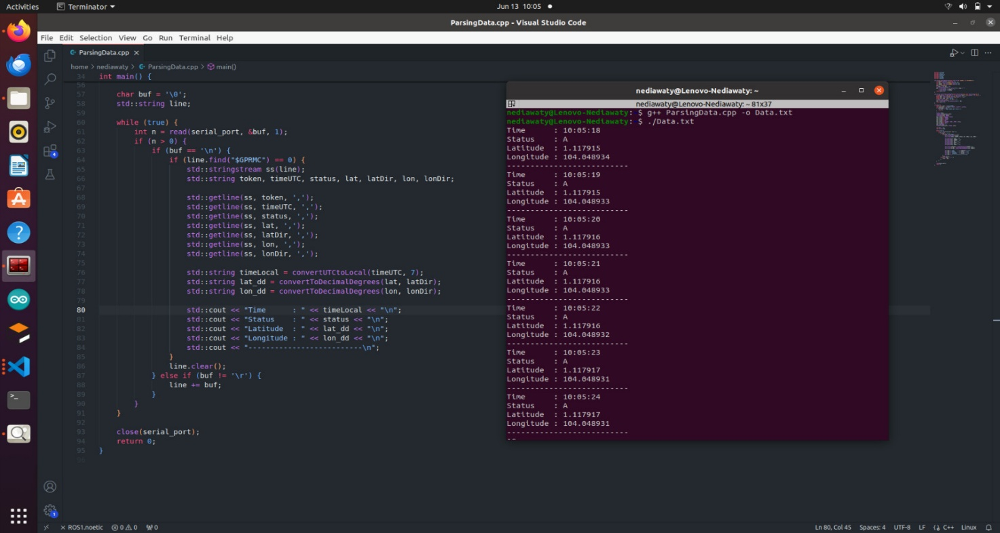 Activities Terminator Jun 13 10:05
ParsingData.cpp - Visual Studio Code
File Edit Selection View Go Run Terminal Help
ParsingData.cpp
home > nediawaty > ParsingData.cpp > main()
34 int main() {
56
57 char buf = '\0';
58 std::string line;
59
60 while (true) {
61 int n = read(serial_port, &buf, 1);
62 if (n > 0) {
63 if (buf == '\n') {
64 if (line.find("$GPRMC") == 0) {
65 std::stringstream ss(line);
66 std::string token, timeUTC, status, lat, latDir, lon, lonDir;
67
68 std::getline(ss, token, ',');
69 std::getline(ss, timeUTC, ',');
70 std::getline(ss, status, ',');
71 std::getline(ss, lat, ',');
72 std::getline(ss, latDir, ',');
73 std::getline(ss, lon, ',');
74 std::getline(ss, lonDir, ',');
75
76 std::string timeLocal = convertUTCtoLocal(timeUTC, 7);
77 std::string lat_dd = convertToDecimalDegrees(lat, latDir);
78 std::string lon_dd = convertToDecimalDegrees(lon, lonDir);
79
80 std::cout << "Time      : " << timeLocal << "\n";
81 std::cout << "Status    : " << status << "\n";
82 std::cout << "Latitude  : " << lat_dd << "\n";
83 std::cout << "Longitude : " << lon_dd << "\n";
84 std::cout << "--------------------------\n";
85 }
86 line.clear();
87 } else if (buf != '\r') {
88 line += buf;
89 }
90 }
91 }
92
93 close(serial_port);
94 return 0;
95 }
96
nediawaty@Lenovo-Nediawaty: ~
nediawaty@Lenovo-Nediawaty: ~ 81x37
nediawaty@Lenovo-Nediawaty: $ g++ ParsingData.cpp -o Data.txt
nediawaty@Lenovo-Nediawaty: $ ./Data.txt
Time      : 10:05:18
Status    : A
Latitude  : 1.117915
Longitude : 104.048934
--------------------------
Time      : 10:05:19
Status    : A
Latitude  : 1.117915
Longitude : 104.048933
--------------------------
Time      : 10:05:20
Status    : A
Latitude  : 1.117916
Longitude : 104.048933
--------------------------
Time      : 10:05:21
Status    : A
Latitude  : 1.117916
Longitude : 104.048933
--------------------------
Time      : 10:05:22
Status    : A
Latitude  : 1.117916
Longitude : 104.048932
--------------------------
Time      : 10:05:23
Status    : A
Latitude  : 1.117917
Longitude : 104.048931
--------------------------
Time      : 10:05:24
Status    : A
Latitude  : 1.117917
Longitude : 104.048931
--------------------------
4
1
ROS1.noetic 0 0 0 Ln 80, Col 45 Spaces: 4 UTF-8 LF C++ Linux